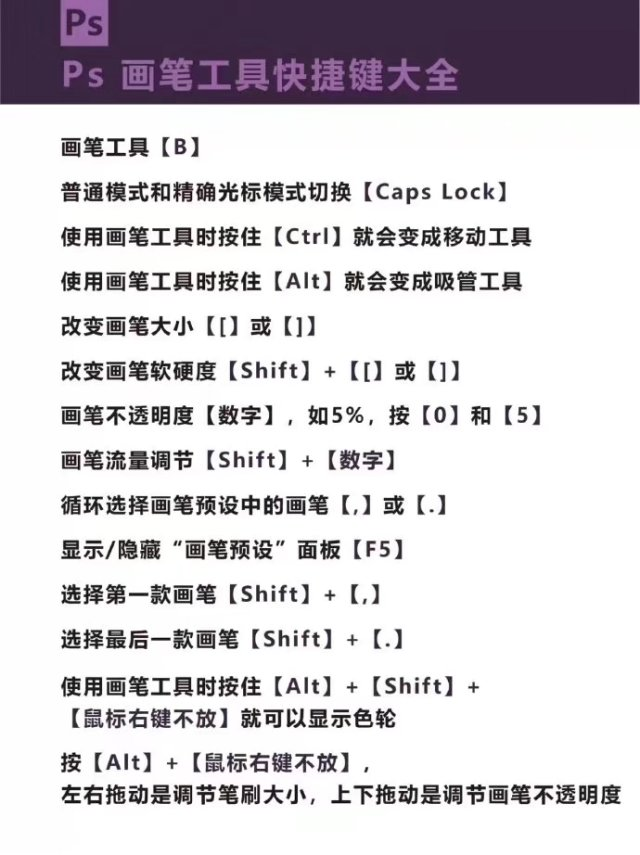 Ps
Ps 画笔工具快捷键大全
画笔工具【B】
普通模式和精确光标模式切换【Caps Lock】
使用画笔工具时按住【Ctrl】就会变成移动工具
使用画笔工具时按住【Alt】就会变成吸管工具
改变画笔大小【[】或【]】
改变画笔软硬度【Shift】+【[】或【]】
画笔不透明度【数字】，如5%，按【0】和【5】
画笔流量调节【Shift】+【数字】
循环选择画笔预设中的画笔【,】或【.】
显示/隐藏“画笔预设”面板【F5】
选择第一款画笔【Shift】+【,】
选择最后一款画笔【Shift】+【.】
使用画笔工具时按住【Alt】+【Shift】+
【鼠标右键不放】就可以显示色轮
按【Alt】+【鼠标右键不放】,
左右拖动是调节笔刷大小，上下拖动是调节画笔不透明度